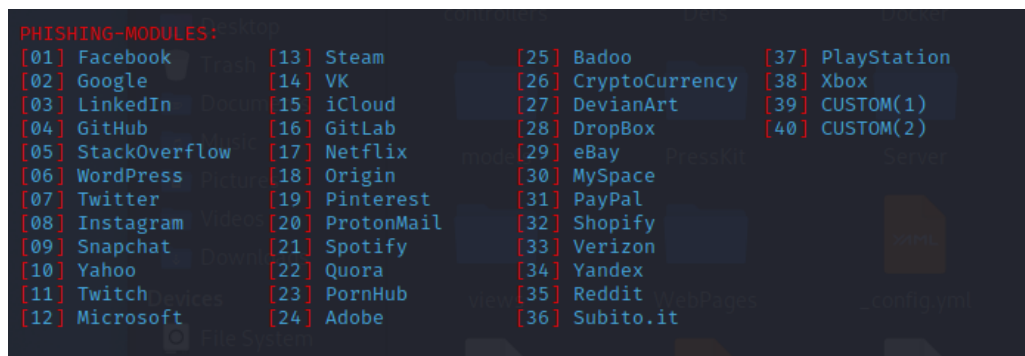 PHISHING-MODULES:
[01] Facebook [13] Steam [25] Badoo [37] PlayStation
[02] Google [14] VK [26] CryptoCurrency [38] Xbox
[03] LinkedIn [15] iCloud [27] DevianArt [39] CUSTOM(1)
[04] GitHub [16] GitLab [28] DropBox [40] CUSTOM(2)
[05] StackOverflow [17] Netflix [29] eBay
[06] WordPress [18] Origin [30] MySpace
[07] Twitter [19] Pinterest [31] PayPal
[08] Instagram [20] ProtonMail [32] Shopify
[09] Snapchat [21] Spotify [33] Verizon
[10] Yahoo [22] Quora [34] Yandex
[11] Twitch [23] PornHub [35] Reddit
[12] Microsoft [24] Adobe [36] Subito.it